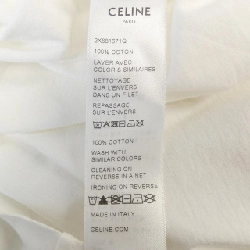 CELINE
PARIS
100% COTON
LAVER AVEC
COLORIS SIMILAIRES
NETTOYAGE
SUR L'ENVERS
DANS UN FILET
REPASSAGE
SUR L'ENVERS
100% COTTON
WASH WITH
SIMILAR COLORS
CLEANING ON
REVERSE IN A NET
IRONING ON REVERSE
MADE IN ITALY
CELINE.COM